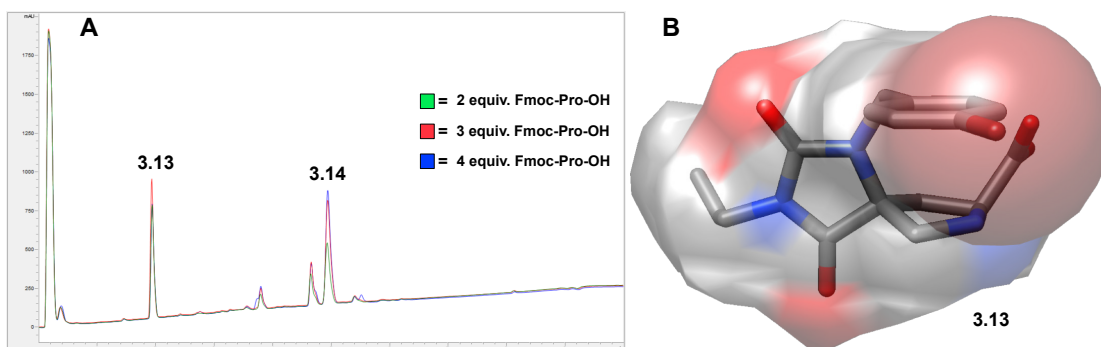 mAU
A
1750
1500
1250
1000
750
500
250
0
3.13
3.14
= 2 equiv. Fmoc-Pro-OH
= 3 equiv. Fmoc-Pro-OH
= 4 equiv. Fmoc-Pro-OH
B
3.13